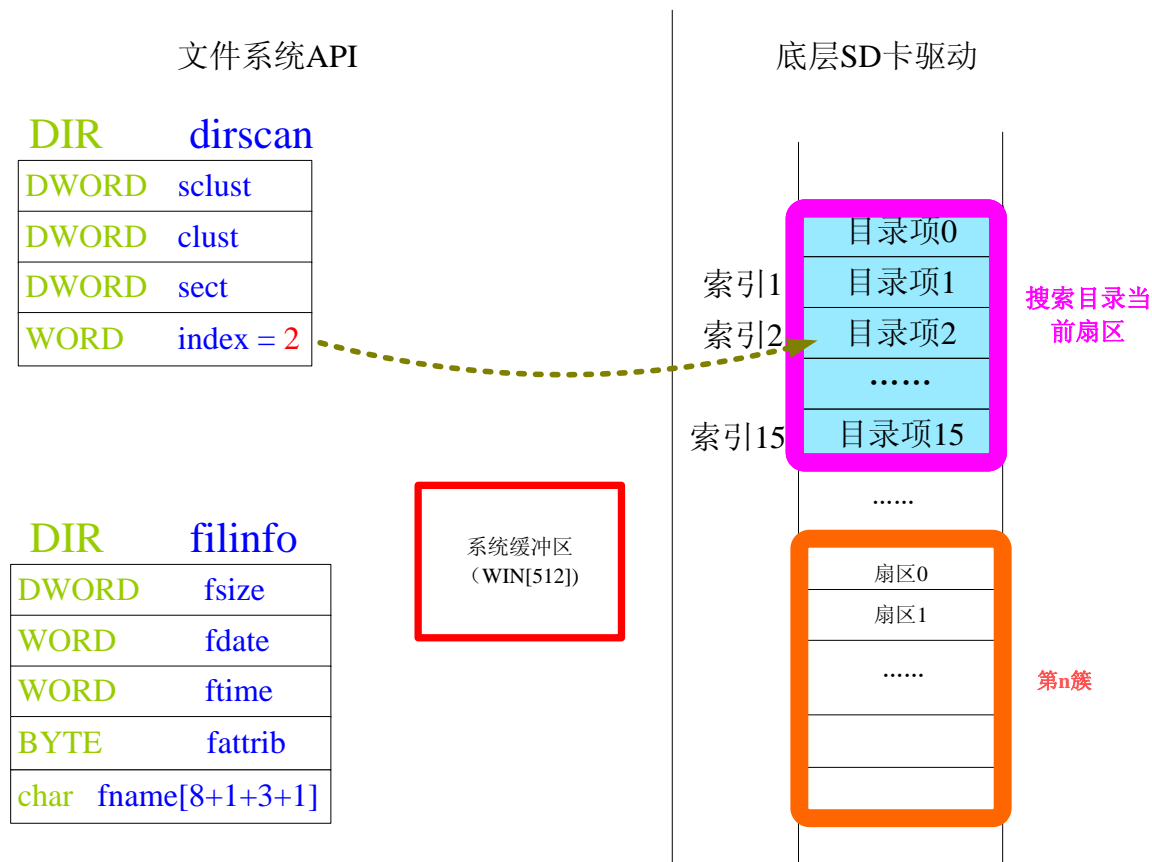 文件系统API
底层SD卡驱动
DIR dirscan
DWORD sclust
DWORD clust
DWORD sect
WORD index = 2
目录项0
索引1 目录项1
索引2 目录项2
……
索引15 目录项15
搜索目录当
前扇区
……
DIR filinfo
DWORD fsize
WORD fdate
WORD ftime
BYTE fattrib
char fname[8+1+3+1]
系统缓冲区
（WIN[512])
扇区0
扇区1
……
第n簇